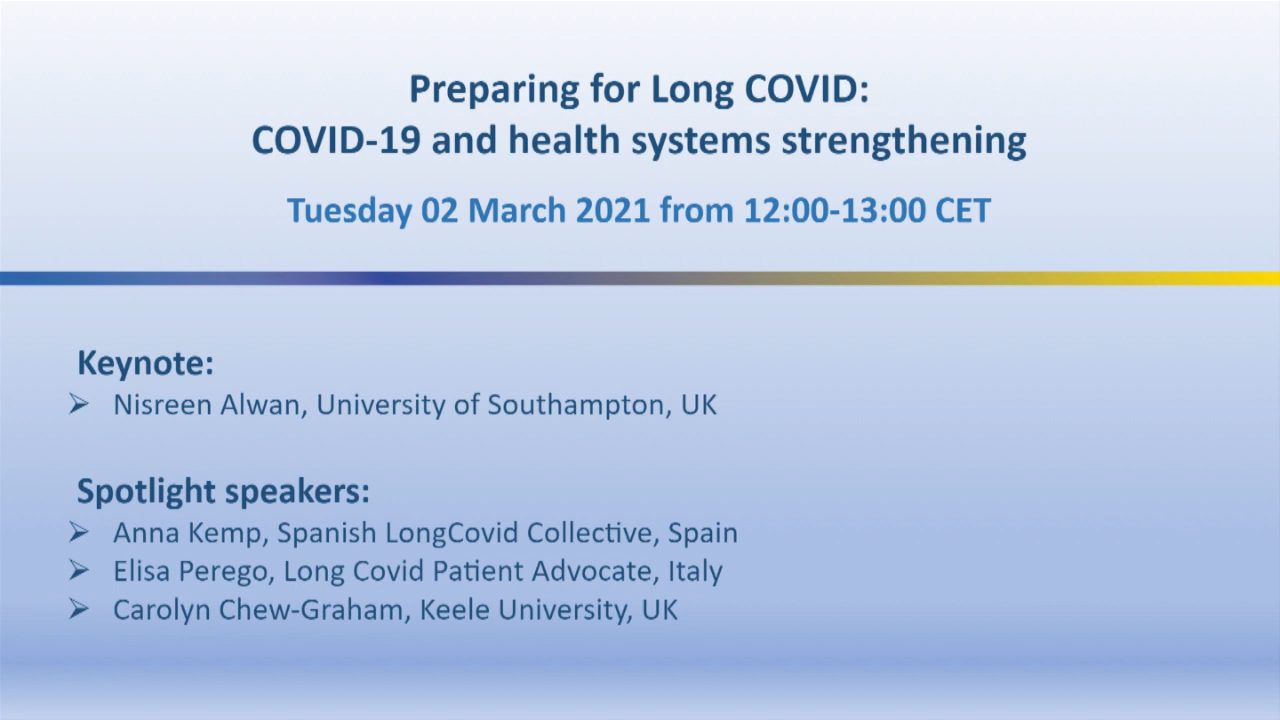 Preparing for Long COVID:
COVID-19 and health systems strengthening
Tuesday 02 March 2021 from 12:00-13:00 CET
Keynote:
➢ Nisreen Alwan, University of Southampton, UK
Spotlight speakers:
➢ Anna Kemp, Spanish LongCovid Collective, Spain
➢ Elisa Perego, Long Covid Patient Advocate, Italy
➢ Carolyn Chew-Graham, Keele University, UK